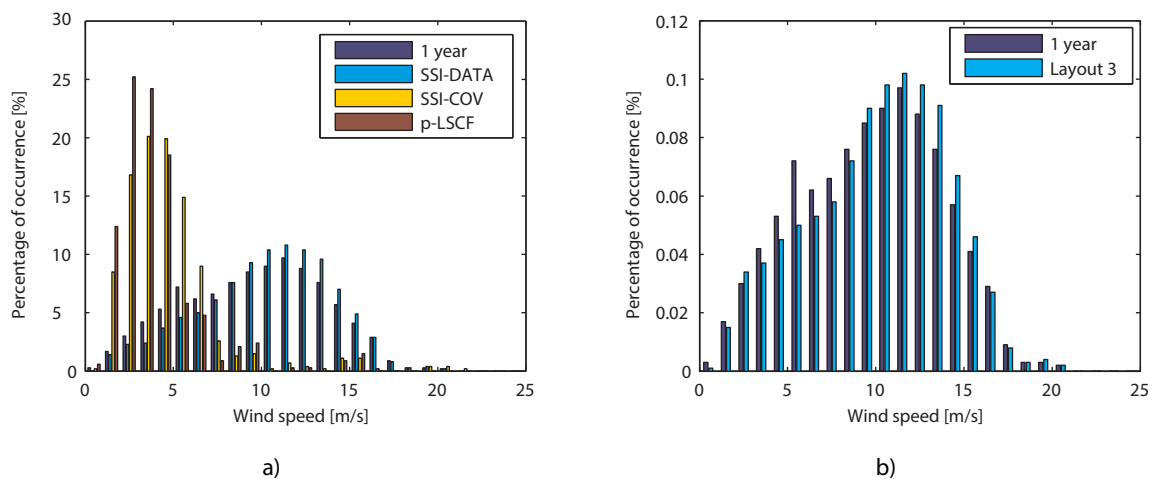 30
25
20
15
10
5
0
Percentage of occurrence [%]
1 year
SSI-DATA
SSI-COV
p-LSCF
0 5 10 15 20 25
Wind speed [m/s]
a)
0.12
0.1
0.08
0.06
0.04
0.02
0
Percentage of occurrence [%]
1 year
Layout 3
0 5 10 15 20 25
Wind speed [m/s]
b)